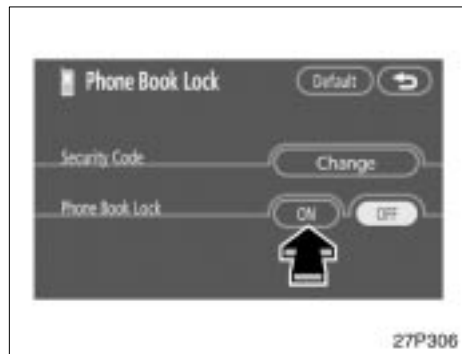 Phone Book Lock Default
Security Code Change
Phone Book Lock ON OFF
27P306